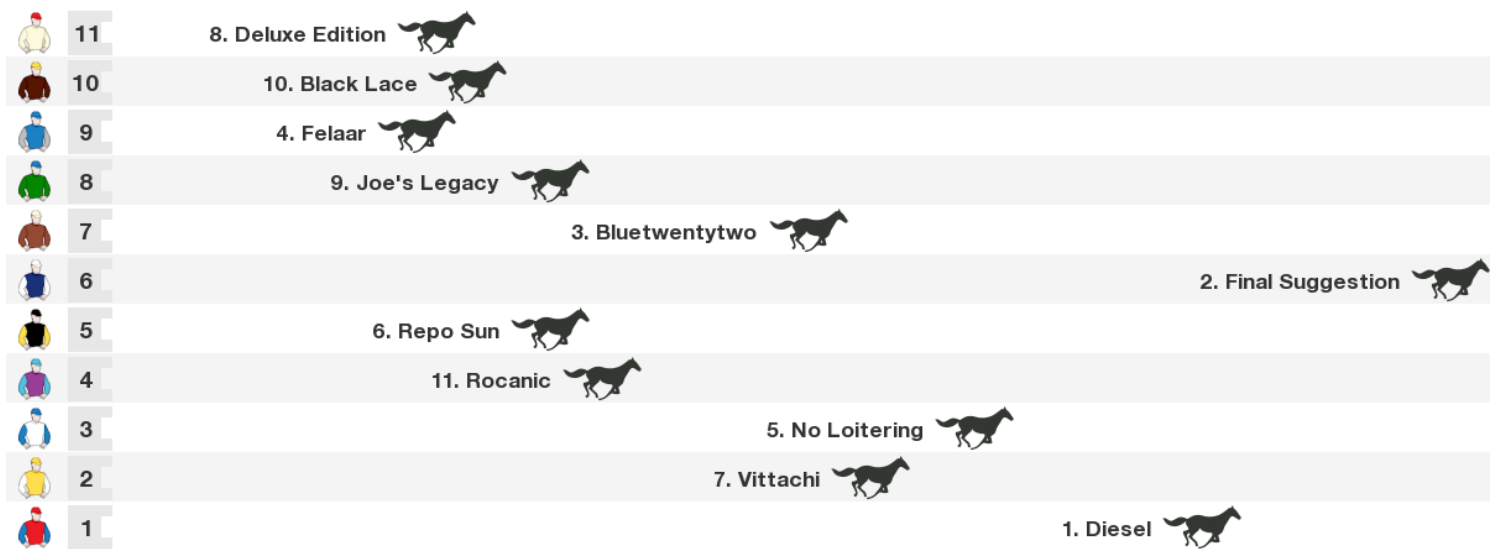 11 8. Deluxe Edition
10 10. Black Lace
9 4. Felaar
8 9. Joe's Legacy
7 3. Bluetwentytwo
6 2. Final Suggestion
5 6. Repo Sun
4 11. Rocanic
3 5. No Loitering
2 7. Vittachi
1 1. Diesel